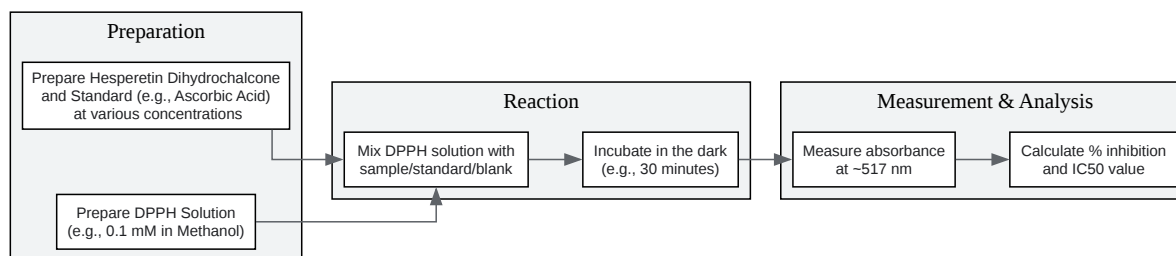 Preparation
Prepare Hesperetin Dihydrochalcone
and Standard (e.g., Ascorbic Acid)
at various concentrations
Prepare DPPH Solution
(e.g., 0.1 mM in Methanol)
Reaction
Mix DPPH solution with
sample/standard/blank
Incubate in the dark
(e.g., 30 minutes)
Measurement & Analysis
Measure absorbance
at ~517 nm
Calculate % inhibition
and IC50 value